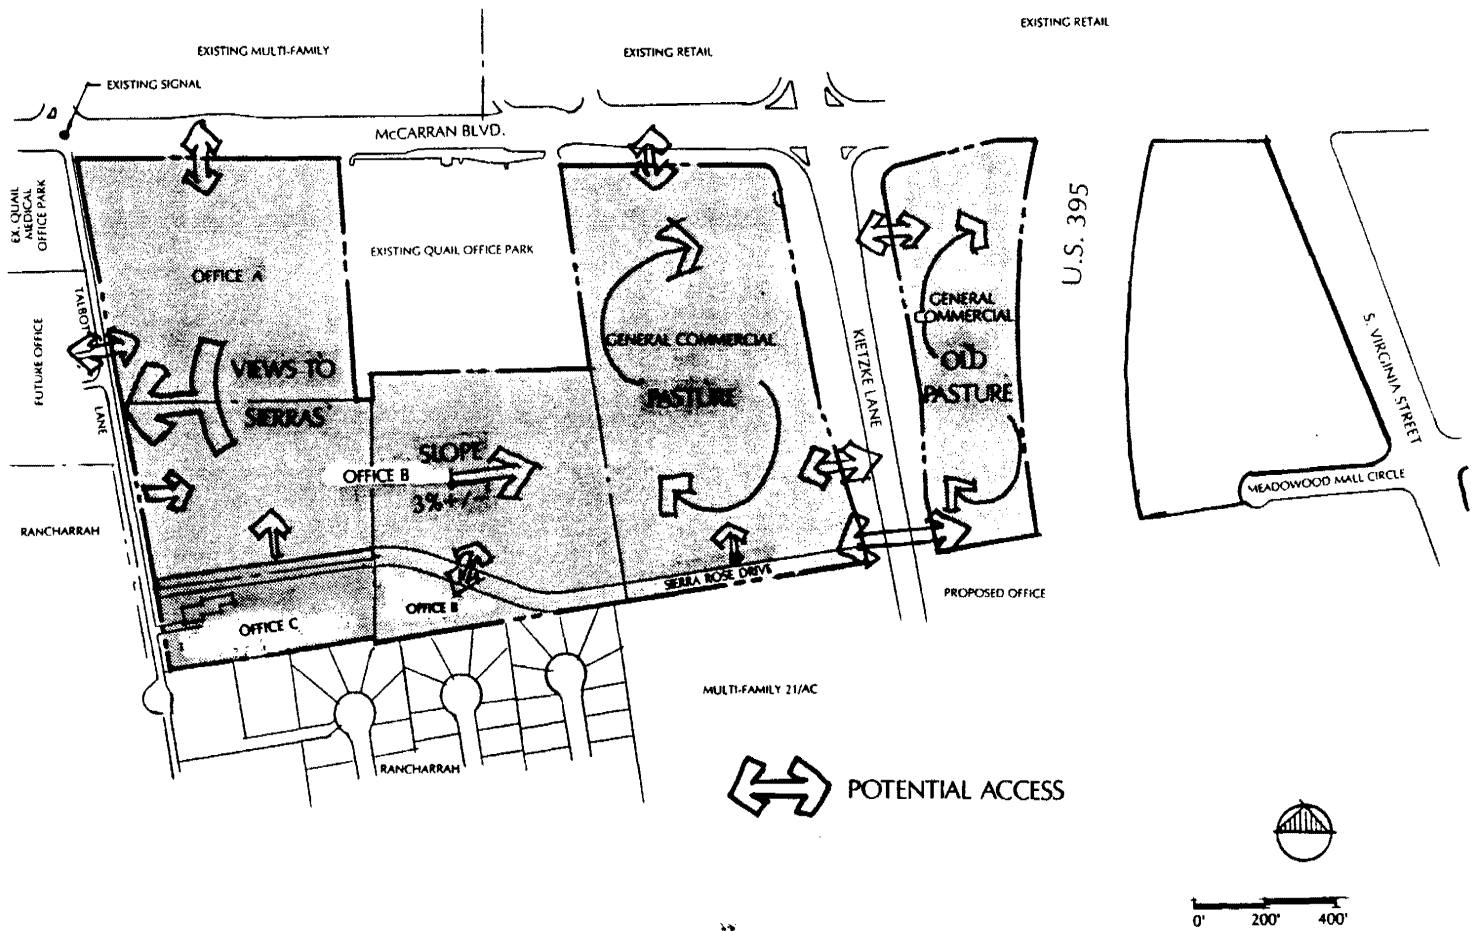 EXISTING RETAIL
EXISTING MULTI-FAMILY
EXISTING RETAIL
EXISTING SIGNAL
McCARRAN BLVD.
EX. QUAIL
MEDICAL
OFFICE PARK
EXISTING QUAIL OFFICE PARK
OFFICE A
U.S. 395
TALBOT
LANE
FUTURE OFFICE
GENERAL COMMERCIAL
PASTURE
KIETZKE LANE
GENERAL
COMMERCIAL
OLD
PASTURE
S. VIRGINIA STREET
VIEWS TO
SIERRAS
SLOPE
OFFICE B
3%+/-
MEADOWOOD MALL CIRCLE
RANCHARRAH
SIERRA ROSE DRIVE
PROPOSED OFFICE
OFFICE B
OFFICE C
MULTI-FAMILY 21/AC
RANCHARRAH
POTENTIAL ACCESS
0' 200' 400'